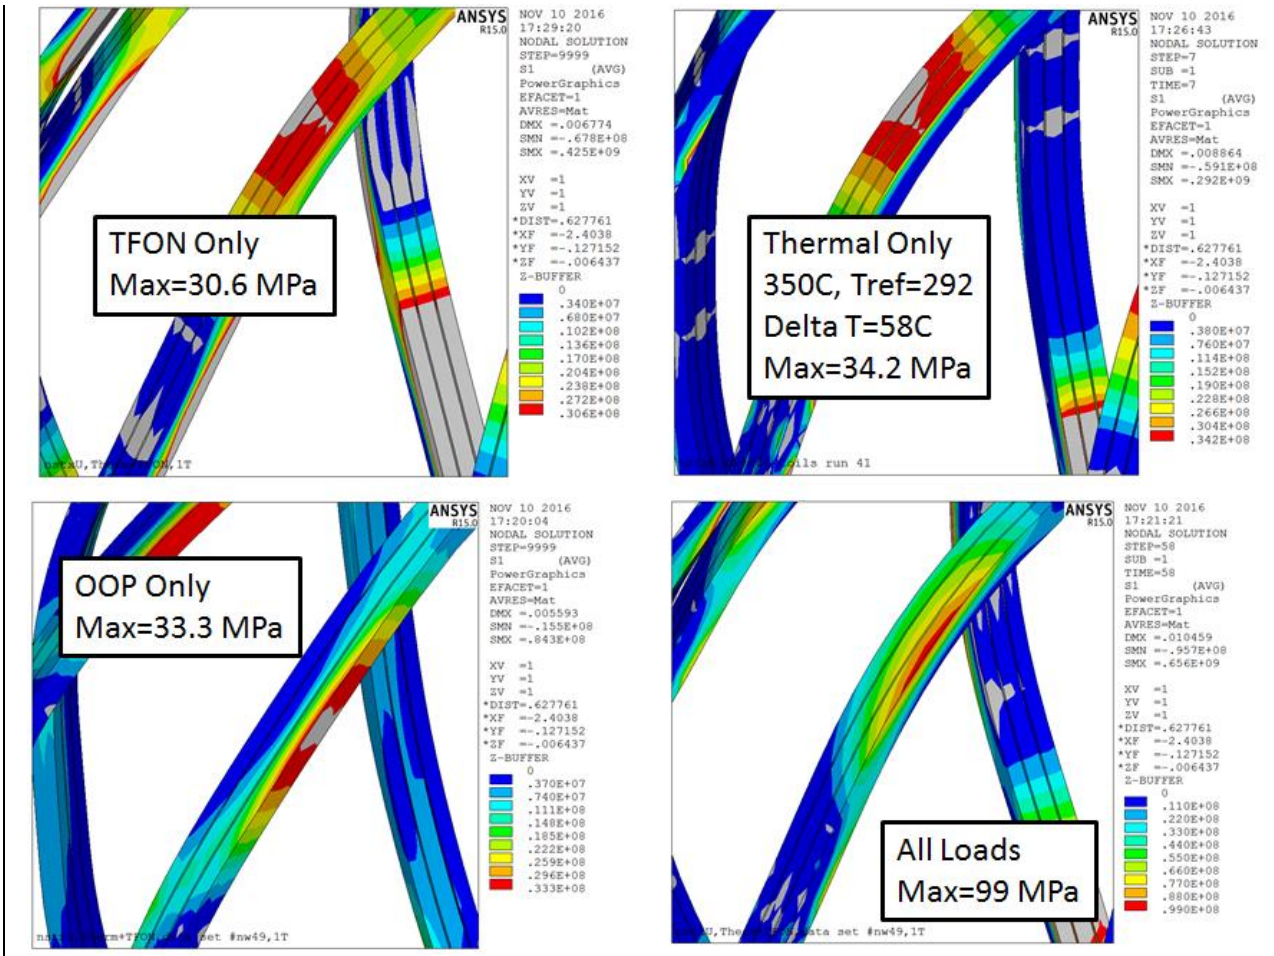 ANSYS
R15.0
NOV 10 2016
17:29:20
NODAL SOLUTION
STEP=9999
S1 (AVG)
PowerGraphics
EFACET=1
AVRES=Mat
DMX =.006774
SMN =-.678E+08
SMX =.425E+09
XV =1
YV =1
ZV =1
*DIST=.627761
*XF =-2.4038
*YF =-.127152
*ZF =-.006437
Z-BUFFER
0
.340E+07
.680E+07
.102E+08
.136E+08
.170E+08
.204E+08
.238E+08
.272E+08
.306E+08
TFON Only
Max=30.6 MPa
,1T
ANSYS
R15.0
NOV 10 2016
17:26:43
NODAL SOLUTION
STEP=7
SUB =1
TIME=7
S1 (AVG)
PowerGraphics
EFACET=1
AVRES=Mat
DMX =.008864
SMN =-.591E+08
SMX =.292E+09
XV =1
YV =1
ZV =1
*DIST=.627761
*XF =-2.4038
*YF =-.127152
*ZF =-.006437
Z-BUFFER
0
.380E+07
.760E+07
.114E+08
.152E+08
.190E+08
.228E+08
.266E+08
.304E+08
.342E+08
Thermal Only
350C, Tref=292
Delta T=58C
Max=34.2 MPa
oils run 41
ANSYS
R15.0
NOV 10 2016
17:20:04
NODAL SOLUTION
STEP=9999
S1 (AVG)
PowerGraphics
EFACET=1
AVRES=Mat
DMX =.005593
SMN =-.155E+08
SMX =.843E+08
XV =1
YV =1
ZV =1
*DIST=.627761
*XF =-2.4038
*YF =-.127152
*ZF =-.006437
Z-BUFFER
0
.370E+07
.740E+07
.111E+08
.148E+08
.185E+08
.222E+08
.259E+08
.296E+08
.333E+08
OOP Only
Max=33.3 MPa
set #nw49,1T
ANSYS
R15.0
NOV 10 2016
17:21:21
NODAL SOLUTION
STEP=58
SUB =1
TIME=58
S1 (AVG)
PowerGraphics
EFACET=1
AVRES=Mat
DMX =.010459
SMN =-.957E+08
SMX =.656E+09
XV =1
YV =1
ZV =1
*DIST=.627761
*XF =-2.4038
*YF =-.127152
*ZF =-.006437
Z-BUFFER
0
.110E+08
.220E+08
.330E+08
.440E+08
.550E+08
.660E+08
.770E+08
.880E+08
.990E+08
All Loads
Max=99 MPa
set #nw49,1T